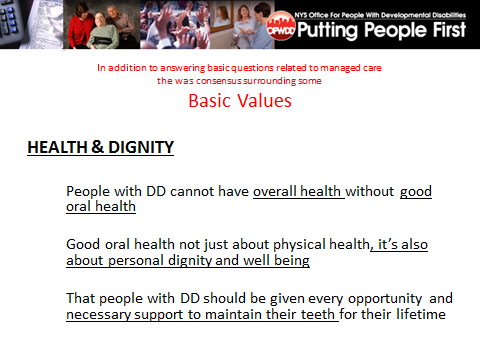 NYS Office For People With Developmental Disabilities
OPWDD
Putting People First
In addition to answering basic questions related to managed care
the was consensus surrounding some
Basic Values
HEALTH & DIGNITY
People with DD cannot have overall health without good
oral health
Good oral health not just about physical health, it's also
about personal dignity and well being
That people with DD should be given every opportunity and
necessary support to maintain their teeth for their lifetime